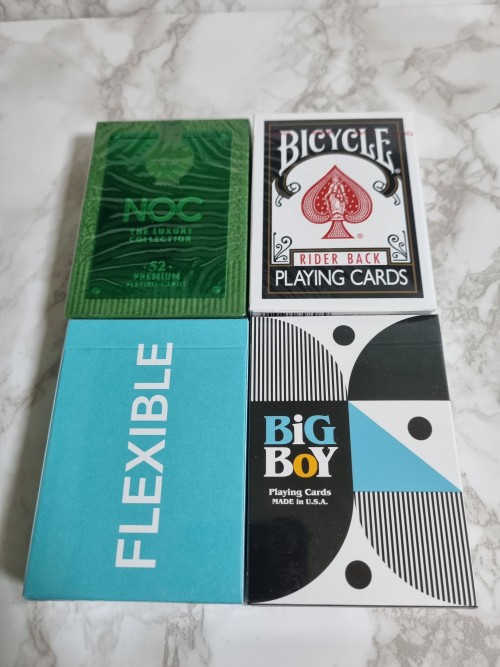 NOC
THE LUXURY
COLLECTION
52
PREMIUM
PLAYING CARDS
BICYCLE
®
RIDER BACK
PLAYING CARDS
FLEXIBLE
BiG
BoY
Playing Cards
MADE in U.S.A.